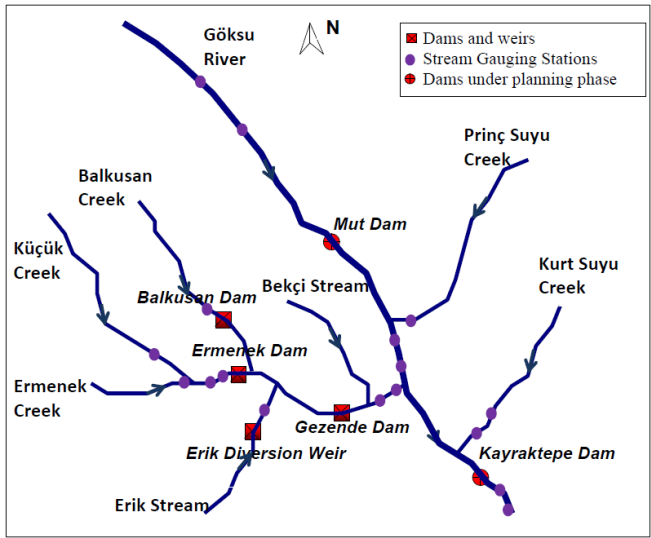 Göksu
River
N
Dams and weirs
Stream Gauging Stations
Dams under planning phase
Prinç Suyu
Creek
Balkusan
Creek
Mut Dam
Küçük
Creek
Kurt Suyu
Creek
Bekçi Stream
Balkusan Dam
Ermenek Dam
Ermenek
Creek
Gezende Dam
Erik Diversion Weir
Kayraktepe Dam
Erik Stream